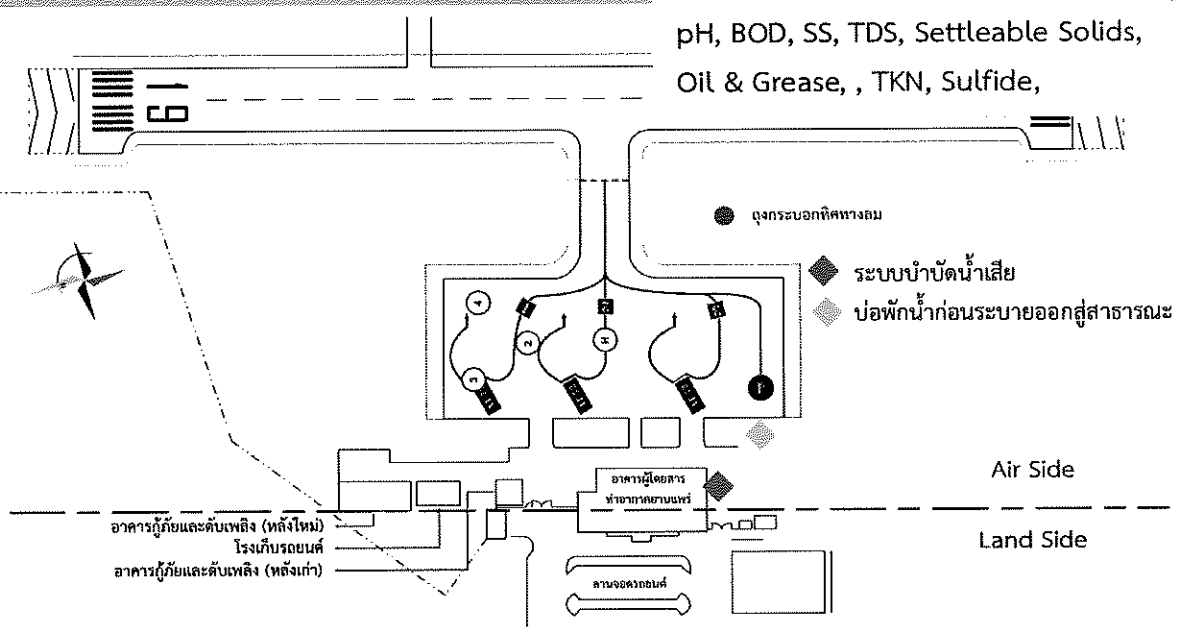 pH, BOD, SS, TDS, Settleable Solids,
Oil & Grease, , TKN, Sulfide,
19
ถุงกระบอกทิศทางลม
ระบบบำบัดน้ำเสีย
บ่อพักน้ำก่อนระบายออกสู่สาธารณะ
4
2
H
3
อาคารผู้โดยสาร
ท่าอากาศยานแพร่
Air Side
อาคารกู้ภัยและดับเพลิง (หลังใหม่)
โรงเก็บรถยนต์
อาคารกู้ภัยและดับเพลิง (หลังเก่า)
Land Side
ลานจอดรถยนต์